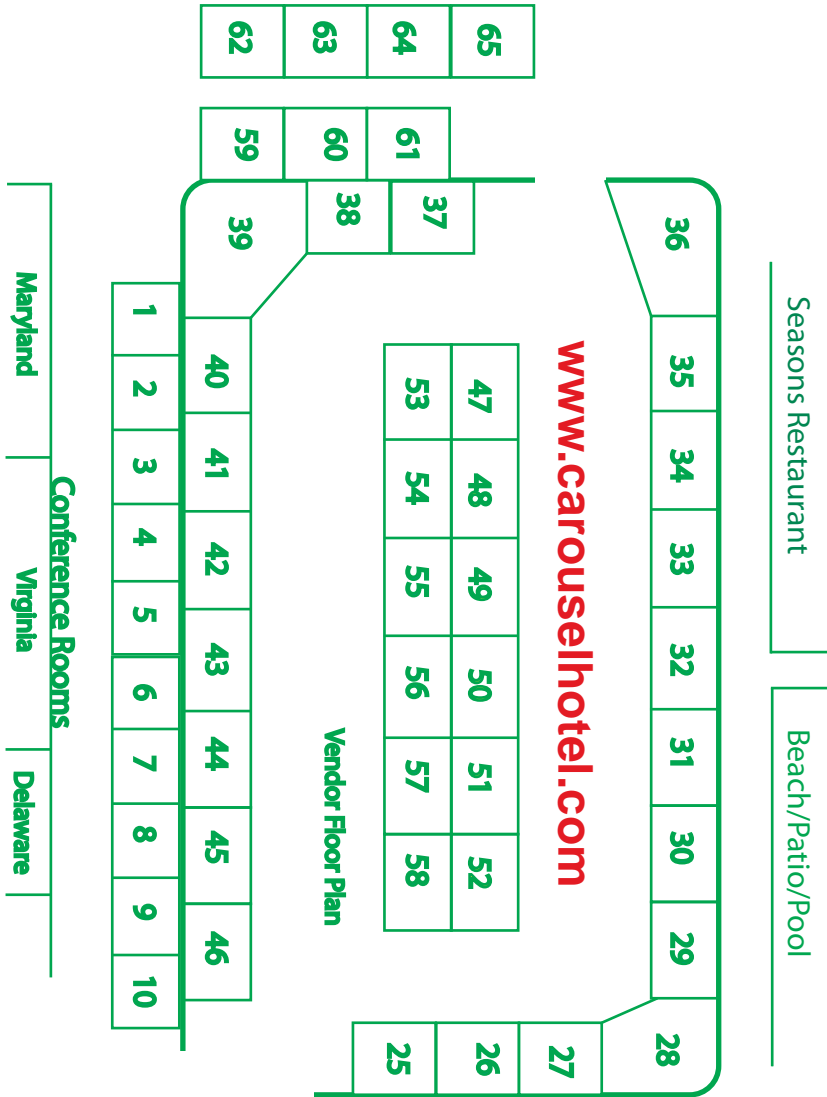 Seasons Restaurant Beach/Patio/Pool
36 35 34 33 32 31 30 29 28
www.carouselhotel.com
27
65 47 48 49 50 51 52 26
64 61 37 53 54 55 56 57 58 25
63 60 38 Vendor Floor Plan
62 59 39 40 41 42 43 44 45 46
1 2 3 4 5 6 7 8 9 10
Conference Rooms
Maryland Virginia Delaware